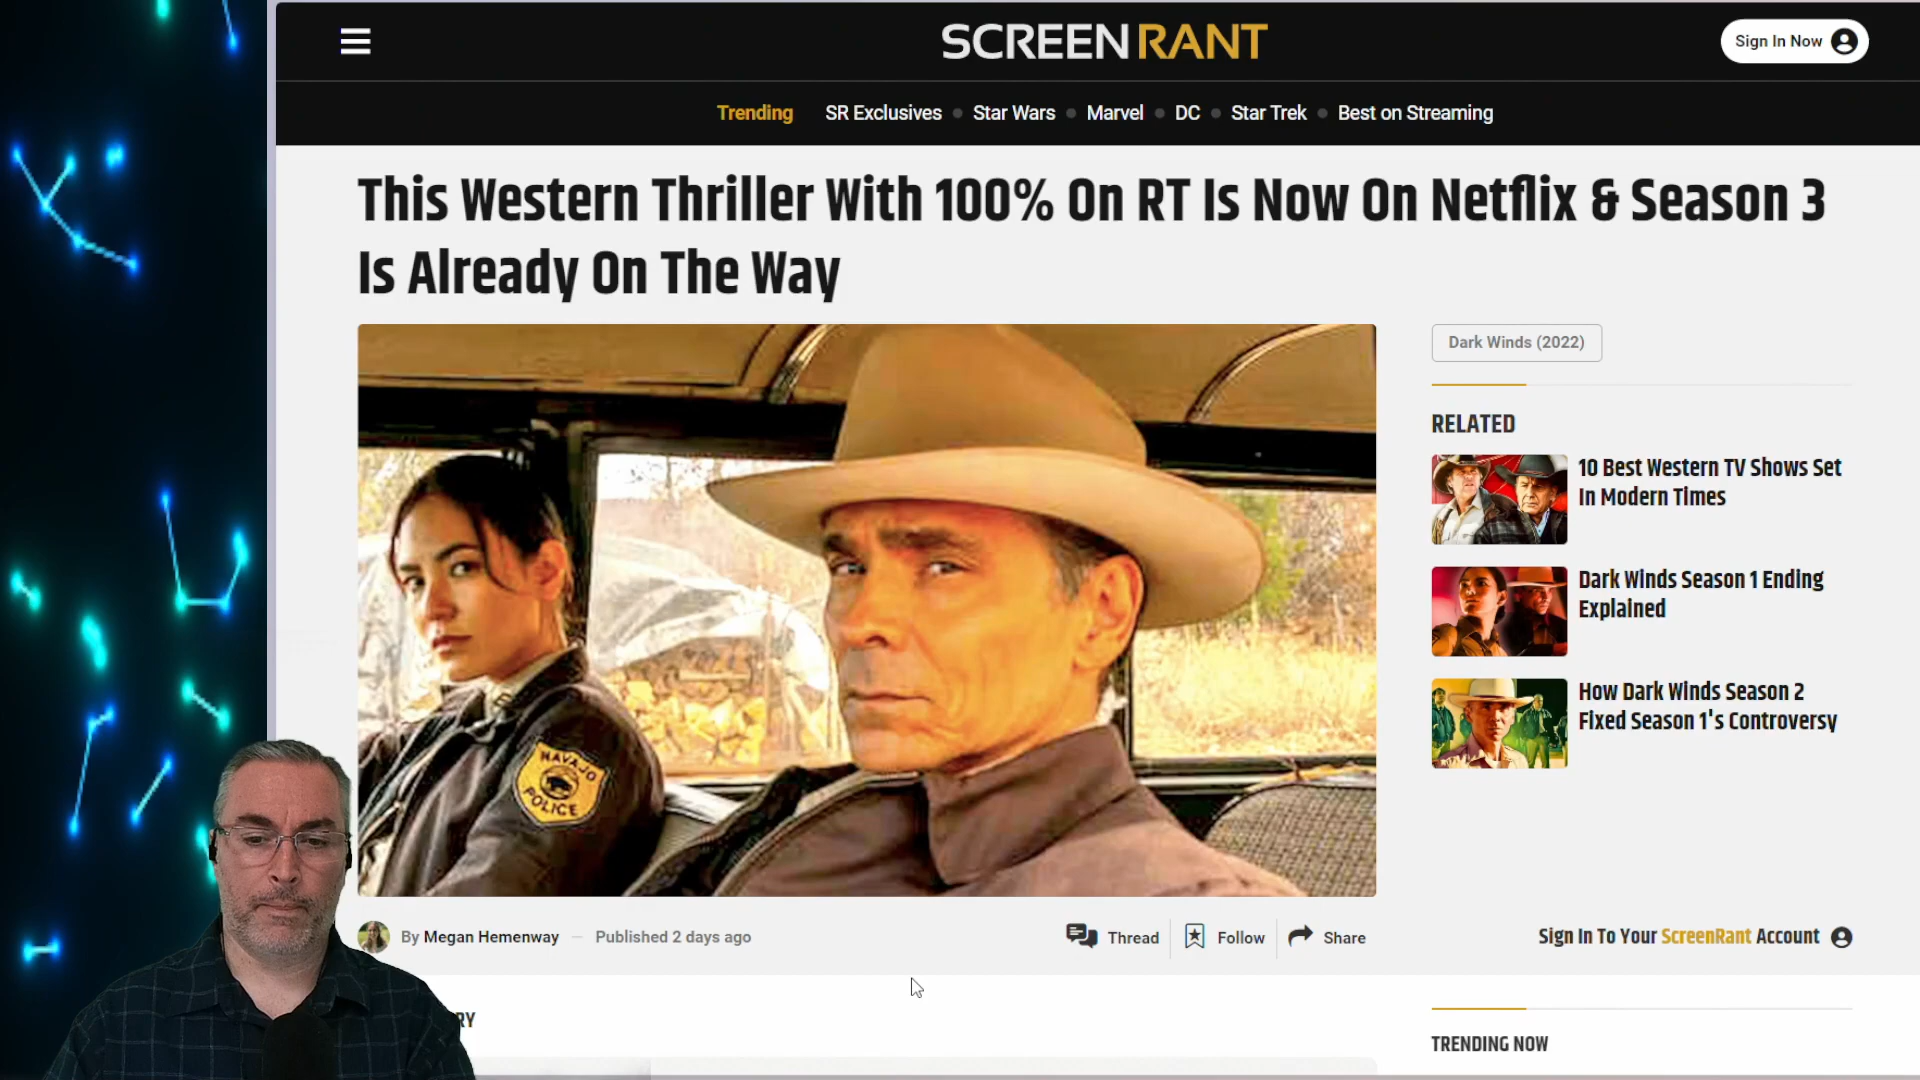 SCREENRANT
Sign In Now
Trending SR Exclusives Star Wars Marvel DC Star Trek Best on Streaming
This Western Thriller With 100% On RT Is Now On Netflix & Season 3
Is Already On The Way
NAVAJO
POLICE
Dark Winds (2022)
RELATED
10 Best Western TV Shows Set
In Modern Times
Dark Winds Season 1 Ending
Explained
How Dark Winds Season 2
Fixed Season 1's Controversy
By Megan Hemenway – Published 2 days ago
Thread Follow Share
Sign In To Your ScreenRant Account
RY
TRENDING NOW